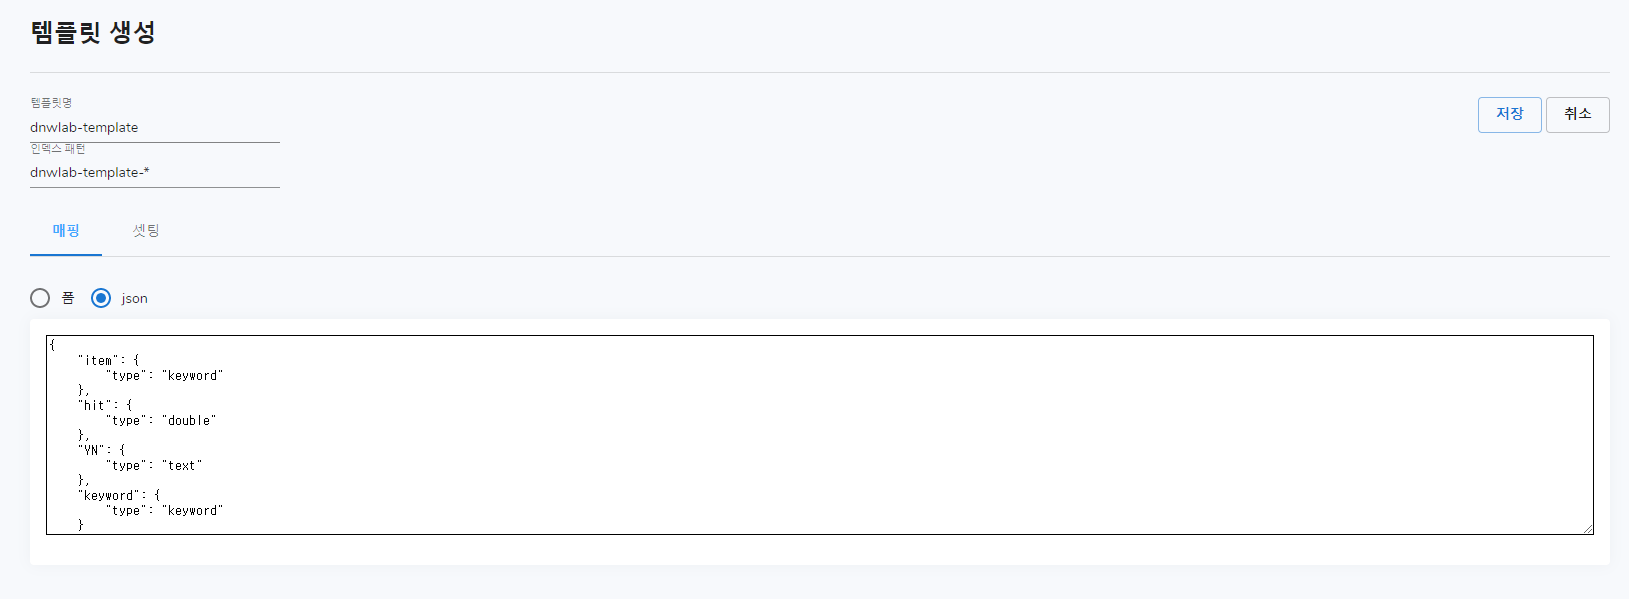 템플릿 생성
템플릿명
dnwlab-template
저장 취소
인덱스 패턴
dnwlab-template-*
매핑 셋팅
폼 json
{
    "item": {
        "type": "keyword"
    },
    "hit": {
        "type": "double"
    },
    "YN": {
        "type": "text"
    },
    "keyword": {
        "type": "keyword"
    }